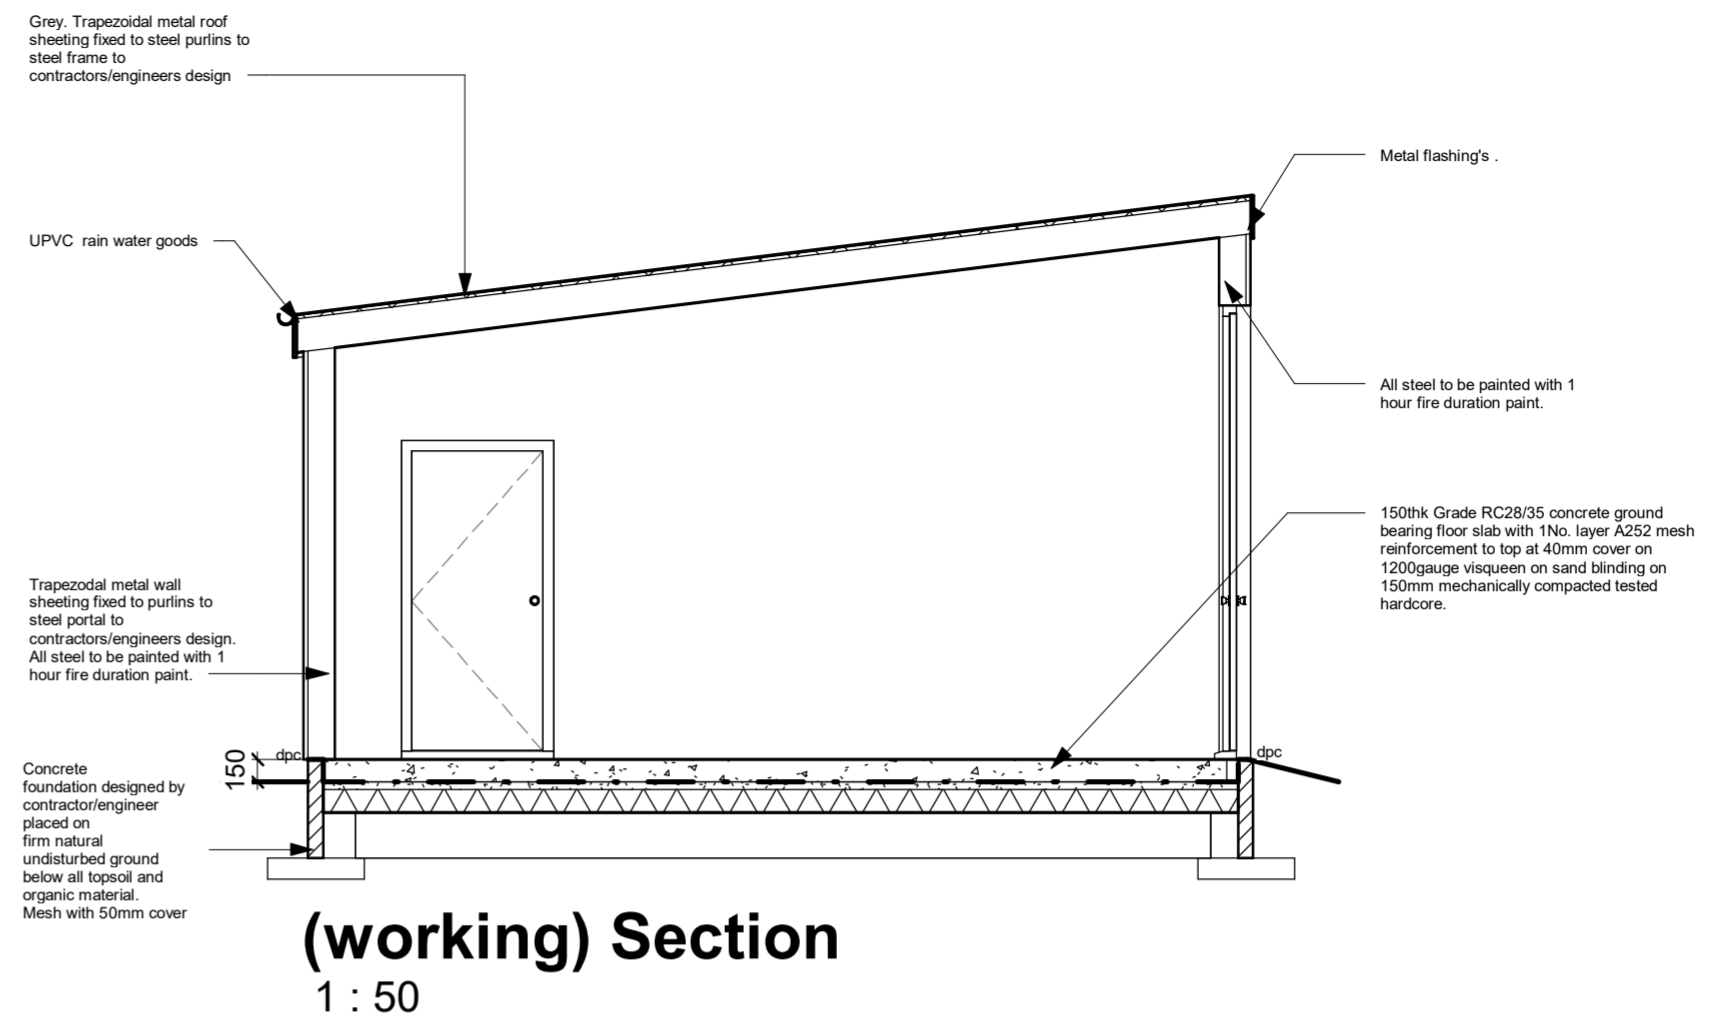 Grey. Trapezoidal metal roof
sheeting fixed to steel purlins to
steel frame to
contractors/engineers design
Metal flashing's .
UPVC rain water goods
All steel to be painted with 1
hour fire duration paint.
150thk Grade RC28/35 concrete ground
bearing floor slab with 1No. layer A252 mesh
reinforcement to top at 40mm cover on
1200gauge visqueen on sand blinding on
150mm mechanically compacted tested
hardcore.
Trapezodal metal wall
sheeting fixed to purlins to
steel portal to
contractors/engineers design.
All steel to be painted with 1
hour fire duration paint.
150
dpc
dpc
Concrete
foundation designed by
contractor/engineer
placed on
firm natural
undisturbed ground
below all topsoil and
organic material.
Mesh with 50mm cover
(working) Section
1 : 50